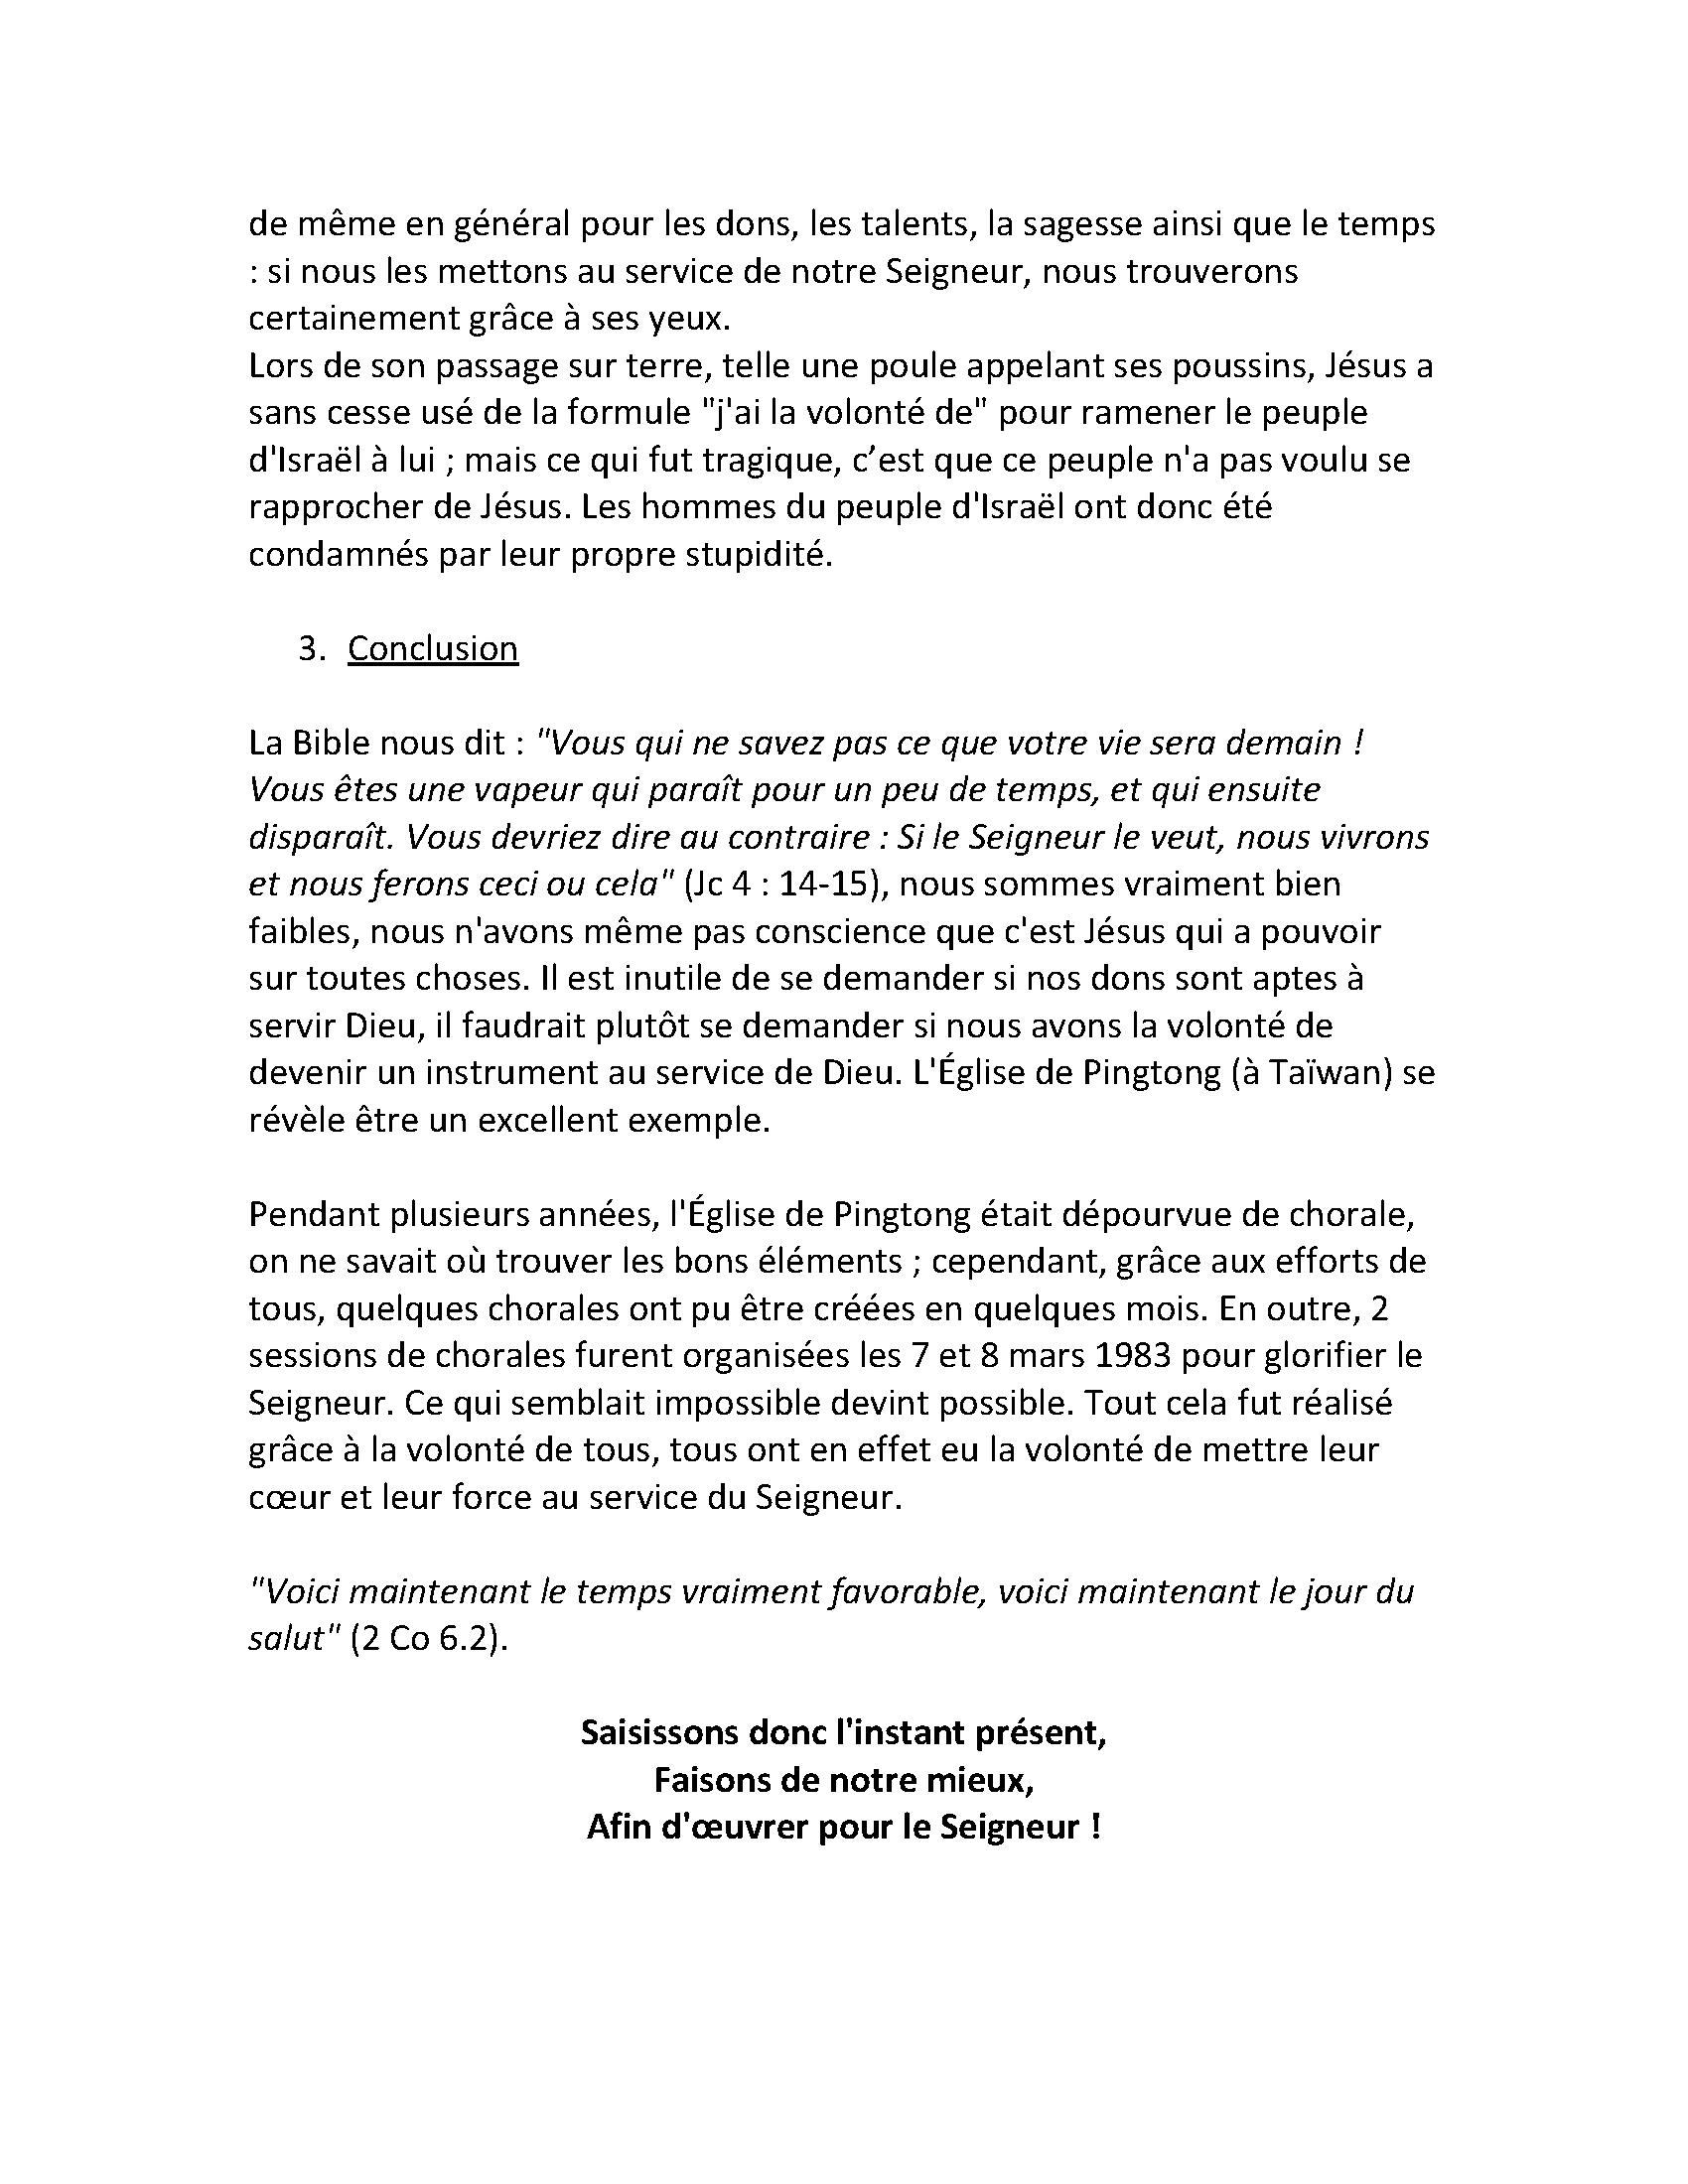 de même en général pour les dons, les talents, la sagesse ainsi que le temps
: si nous les mettons au service de notre Seigneur, nous trouverons
certainement grâce à ses yeux.
Lors de son passage sur terre, telle une poule appelant ses poussins, Jésus a
sans cesse usé de la formule "j'ai la volonté de" pour ramener le peuple
d'Israël à lui ; mais ce qui fut tragique, c’est que ce peuple n'a pas voulu se
rapprocher de Jésus. Les hommes du peuple d'Israël ont donc été
condamnés par leur propre stupidité.
3. Conclusion
La Bible nous dit : "Vous qui ne savez pas ce que votre vie sera demain !
Vous êtes une vapeur qui paraît pour un peu de temps, et qui ensuite
disparaît. Vous devriez dire au contraire : Si le Seigneur le veut, nous vivrons
et nous ferons ceci ou cela" (Jc 4 : 14-15), nous sommes vraiment bien
faibles, nous n'avons même pas conscience que c'est Jésus qui a pouvoir
sur toutes choses. Il est inutile de se demander si nos dons sont aptes à
servir Dieu, il faudrait plutôt se demander si nous avons la volonté de
devenir un instrument au service de Dieu. L'Église de Pingtong (à Taïwan) se
révèle être un excellent exemple.
Pendant plusieurs années, l'Église de Pingtong était dépourvue de chorale,
on ne savait où trouver les bons éléments ; cependant, grâce aux efforts de
tous, quelques chorales ont pu être créées en quelques mois. En outre, 2
sessions de chorales furent organisées les 7 et 8 mars 1983 pour glorifier le
Seigneur. Ce qui semblait impossible devint possible. Tout cela fut réalisé
grâce à la volonté de tous, tous ont en effet eu la volonté de mettre leur
cœur et leur force au service du Seigneur.
"Voici maintenant le temps vraiment favorable, voici maintenant le jour du
salut" (2 Co 6.2).
Saisissons donc l'instant présent,
Faisons de notre mieux,
Afin d'œuvrer pour le Seigneur !